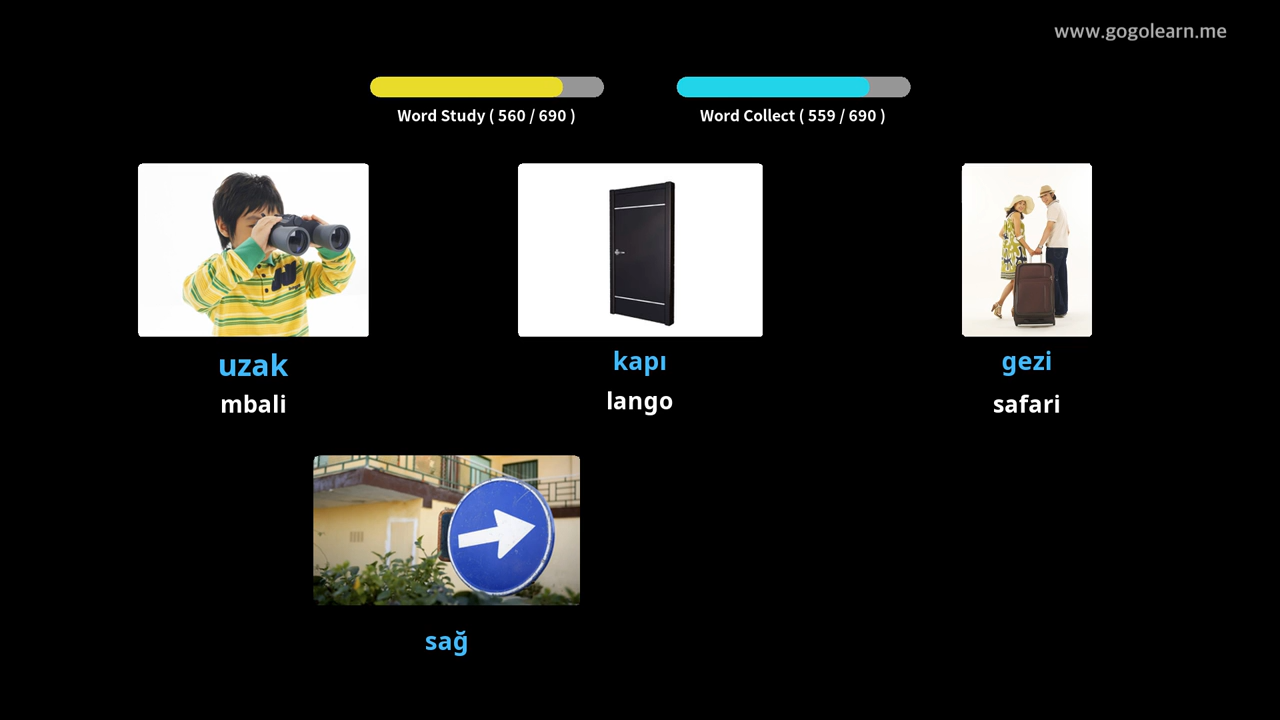 www.gogolearn.me
Word Study ( 560 / 690 )
Word Collect ( 559 / 690 )
uzak
mbali
kapı
lango
gezi
safari
sağ